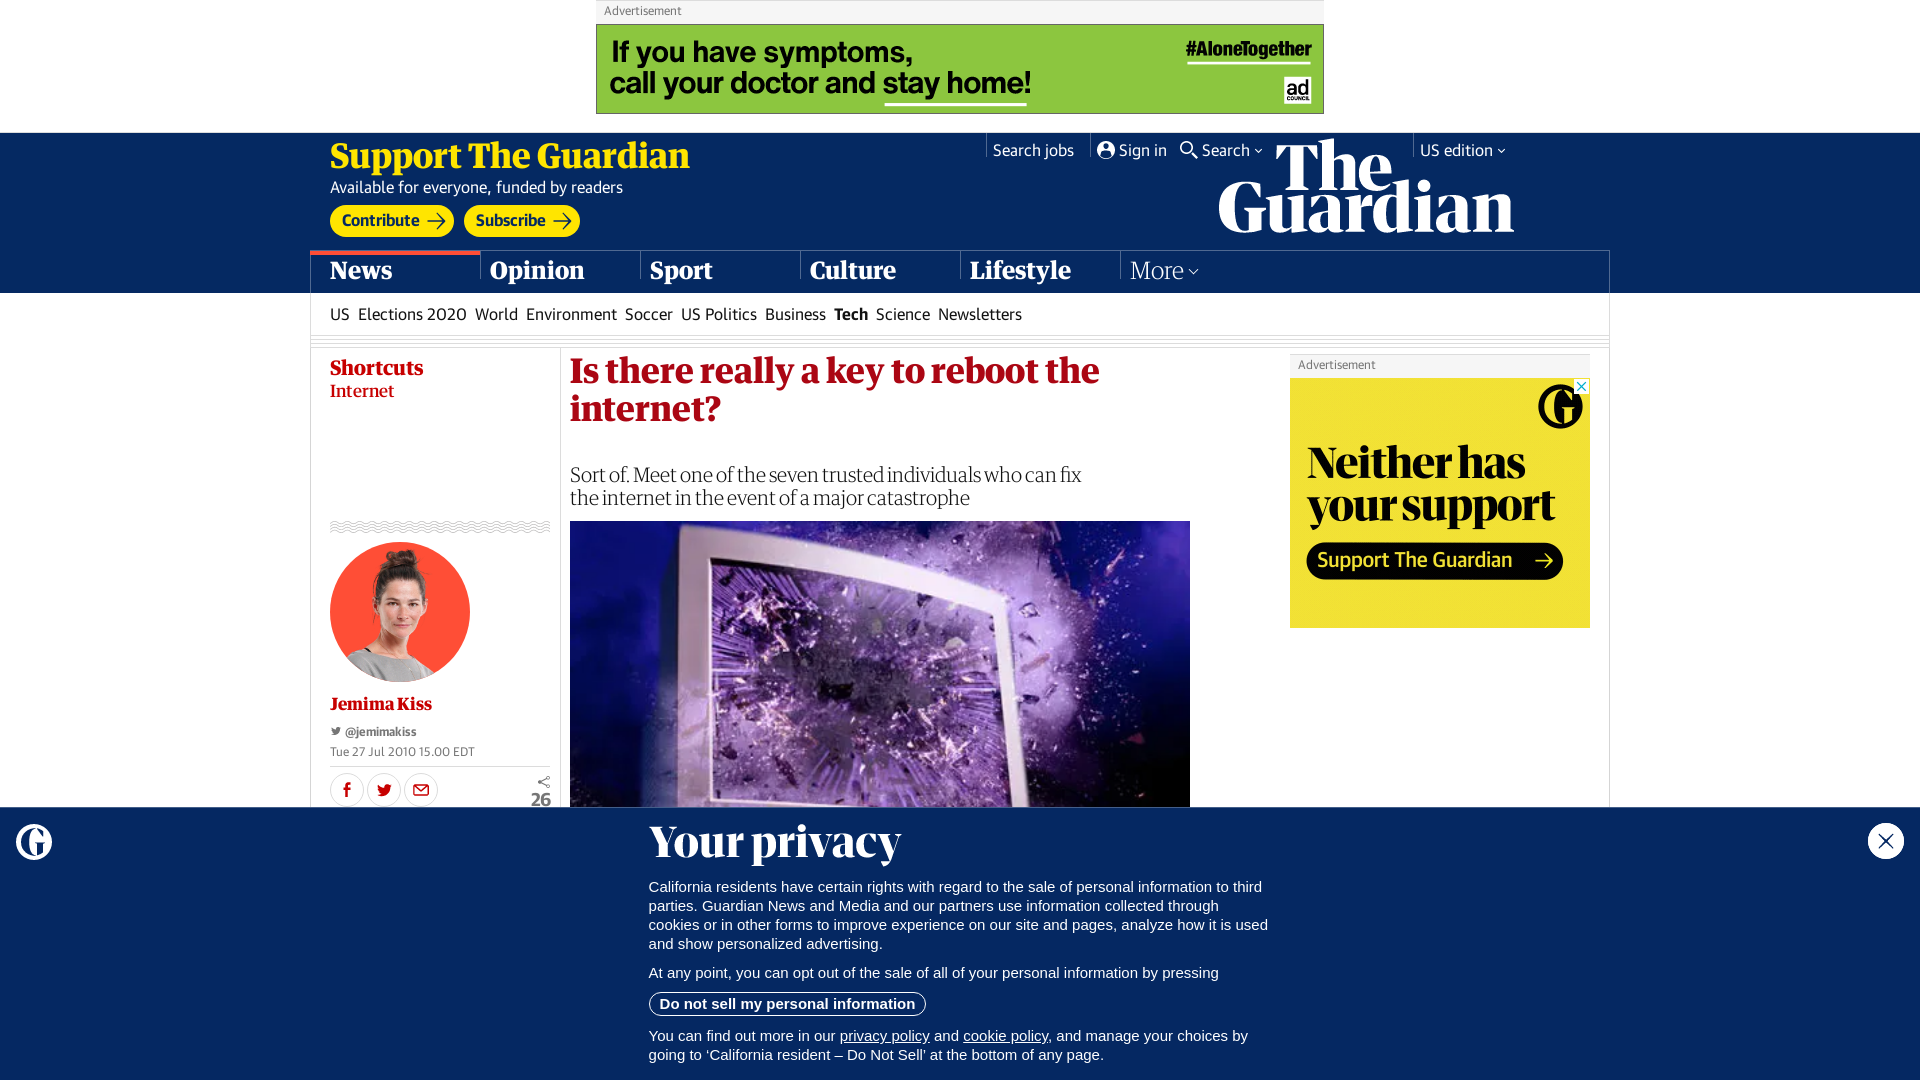 Advertisement
If you have symptoms,
call your doctor and stay home!
#AloneTogether
ad
COUNCIL
Support The Guardian
Available for everyone, funded by readers
Contribute
Subscribe
Search jobs
Sign in
Search
US edition
The
Guardian
News
Opinion
Sport
Culture
Lifestyle
More
US
Elections 2020
World
Environment
Soccer
US Politics
Business
Tech
Science
Newsletters
Shortcuts
Internet
Is there really a key to reboot the
internet?
Sort of. Meet one of the seven trusted individuals who can fix
the internet in the event of a major catastrophe
Jemima Kiss
@jemimakiss
Tue 27 Jul 2010 15.00 EDT
26
Advertisement
G
Neither has
your support
Support The Guardian
G
Your privacy
California residents have certain rights with regard to the sale of personal information to third
parties. Guardian News and Media and our partners use information collected through
cookies or in other forms to improve experience on our site and pages, analyze how it is used
and show personalized advertising.
At any point, you can opt out of the sale of all of your personal information by pressing
Do not sell my personal information
You can find out more in our privacy policy and cookie policy, and manage your choices by
going to ‘California resident – Do Not Sell’ at the bottom of any page.